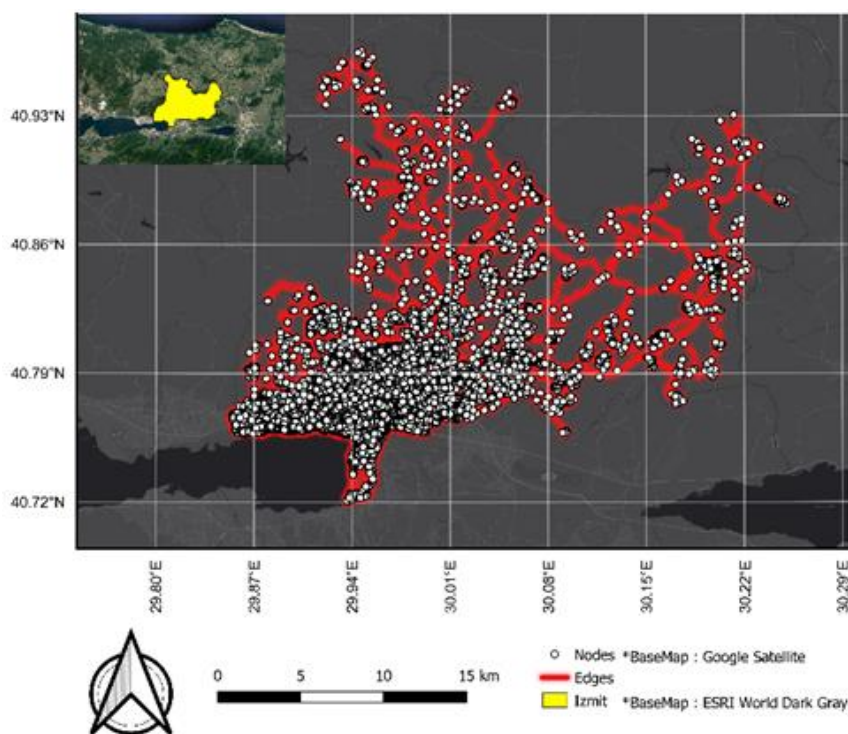 40.93°N
40.86°N
40.79°N
40.72°N
29.80°E
29.87°E
29.94°E
30.01°E
30.08°E
30.15°E
30.22°E
30.29°E
0 5 10 15 km
Nodes *BaseMap : Google Satellite
Edges
Izmit *BaseMap : ESRI World Dark Gray